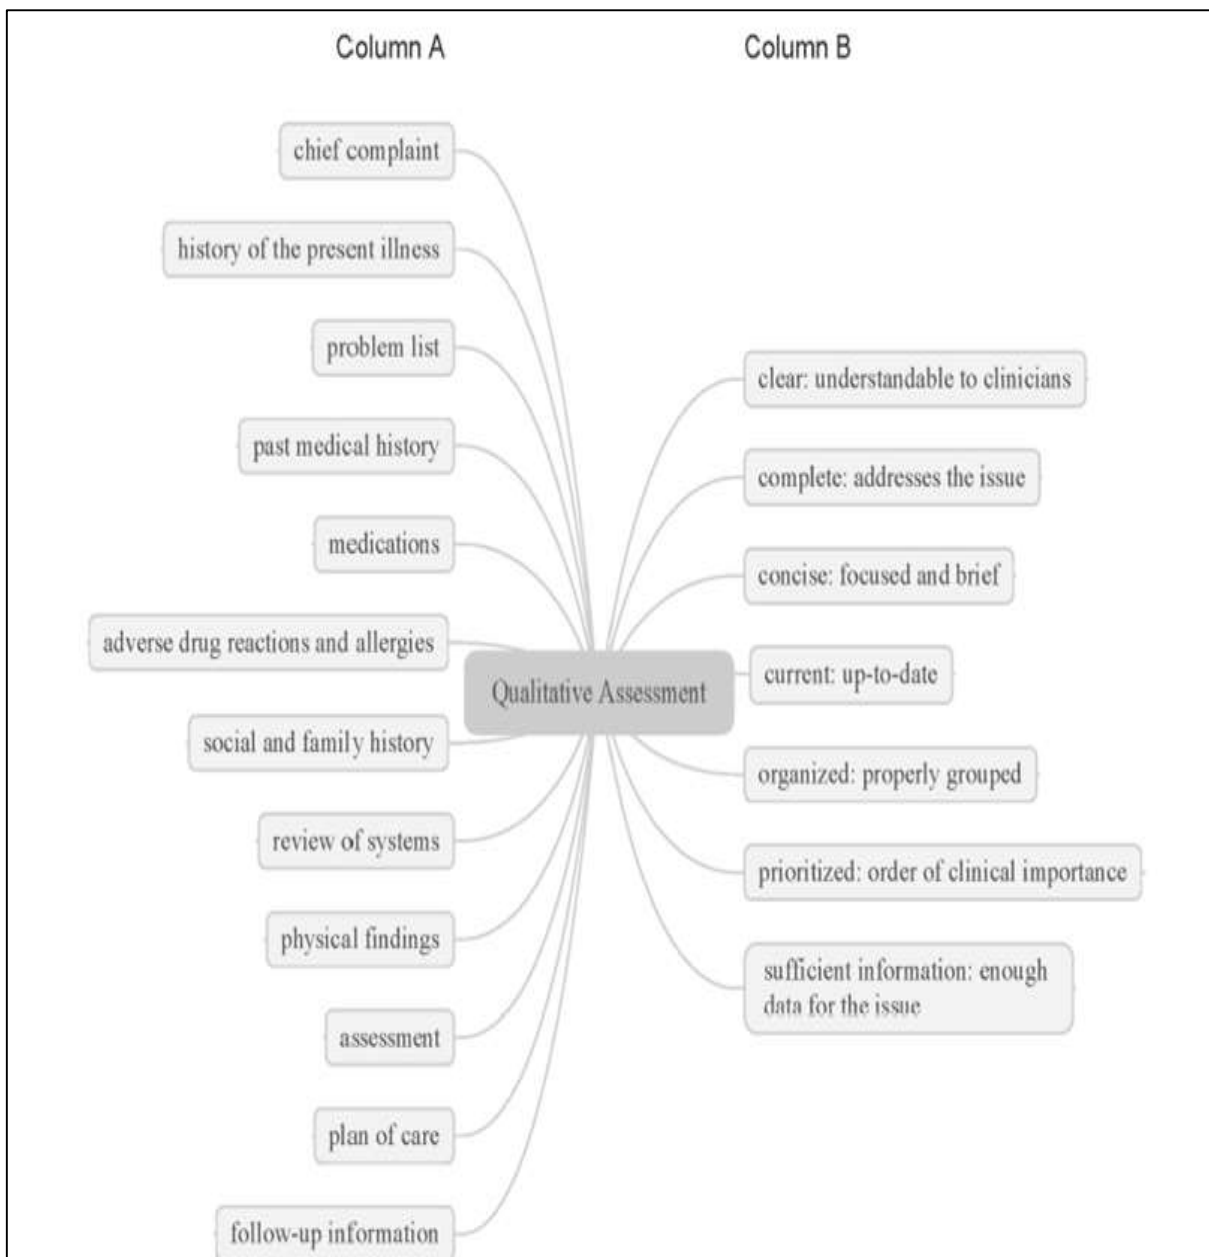 Column A
Column B
chief complaint
history of the present illness
problem list
past medical history
medications
adverse drug reactions and allergies
social and family history
review of systems
physical findings
assessment
plan of care
follow-up information
Qualitative Assessment
clear: understandable to clinicians
complete: addresses the issue
concise: focused and brief
current: up-to-date
organized: properly grouped
prioritized: order of clinical importance
sufficient information: enough
data for the issue